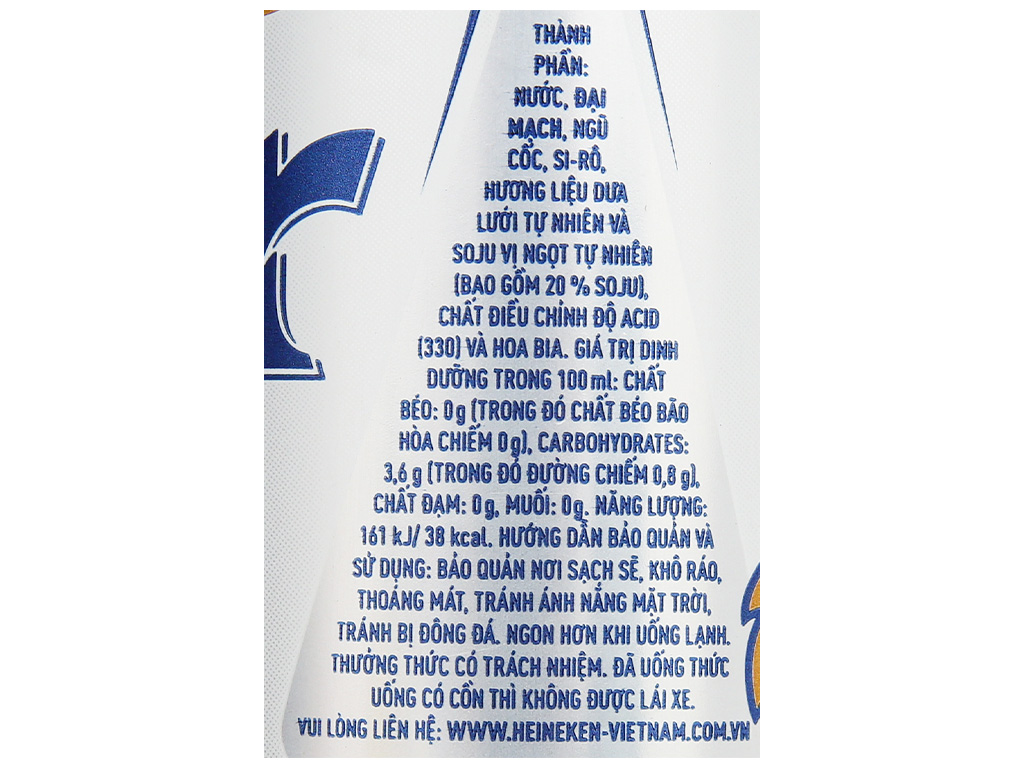 THÀNH
PHẦN:
NƯỚC, ĐẠI
MẠCH, NGŨ
CỐC, SI-RÔ,
HƯƠNG LIỆU DƯA
LƯỚI TỰ NHIÊN VÀ
SOJU VỊ NGỌT TỰ NHIÊN
(BAO GỒM 20 % SOJU),
CHẤT ĐIỀU CHỈNH ĐỘ ACID
(330) VÀ HOA BIA. GIÁ TRỊ DINH
DƯỠNG TRONG 100 ml: CHẤT
BÉO: 0 g (TRONG ĐÓ CHẤT BÉO BÃO
HÒA CHIẾM 0 g), CARBOHYDRATES:
3,6 g (TRONG ĐÓ ĐƯỜNG CHIẾM 0,8 g),
CHẤT ĐẠM: 0 g, MUỐI: 0 g. NĂNG LƯỢNG:
161 kJ/ 38 kcal. HƯỚNG DẪN BẢO QUẢN VÀ
SỬ DỤNG: BẢO QUẢN NƠI SẠCH SẼ, KHÔ RÁO,
THOÁNG MÁT, TRÁNH ÁNH NẮNG MẶT TRỜI,
TRÁNH BỊ ĐÔNG ĐÁ. NGON HƠN KHI UỐNG LẠNH.
THƯỞNG THỨC CÓ TRÁCH NHIỆM. ĐÃ UỐNG THỨC
UỐNG CÓ CỒN THÌ KHÔNG ĐƯỢC LÁI XE.
VUI LÒNG LIÊN HỆ: WWW.HEINEKEN-VIETNAM.COM.VN
r